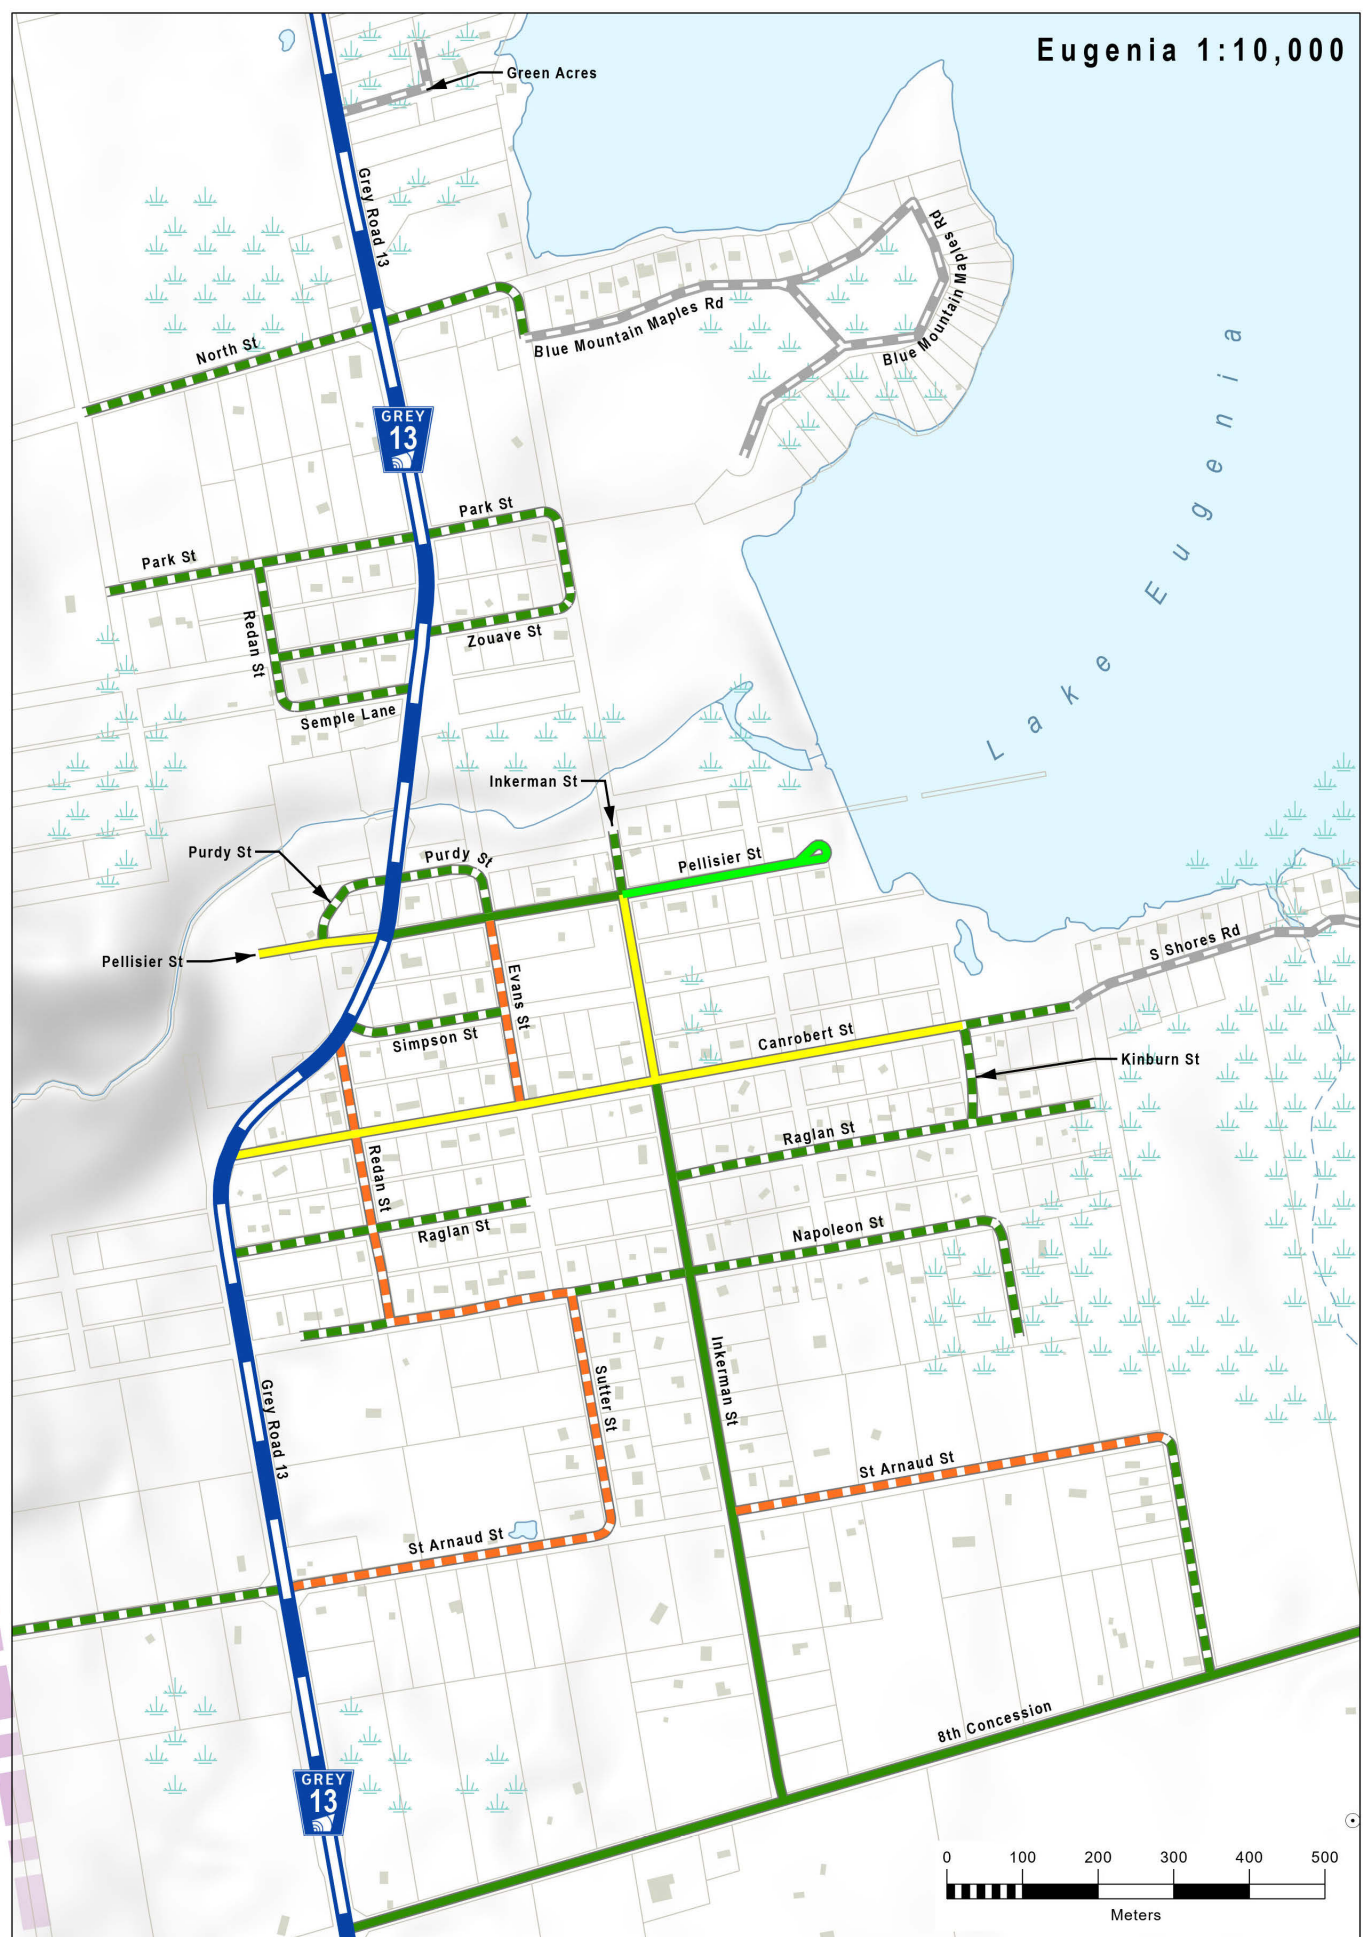 Eugenia 1:10,000
Green Acres
Grey Road 13
Blue Mountain Maples Rd
North St
Blue Mountain Maples Rd
Blue Mountain
Lake Eugenia
GREY
13
Park St
Park St
Redan St
Zouave St
Semple Lane
Inkerman St
Purdy St
Purdy St
Pellisier St
Pellisier St
S Shores Rd
Evans St
Simpson St
Canrobert St
Kinburn St
Raglan St
Redan St
Raglan St
Napoleon St
Inkerman St
Sutter St
Grey Road 13
St Arnaud St
St Arnaud St
8th Concession
GREY
13
0 100 200 300 400 500
Meters